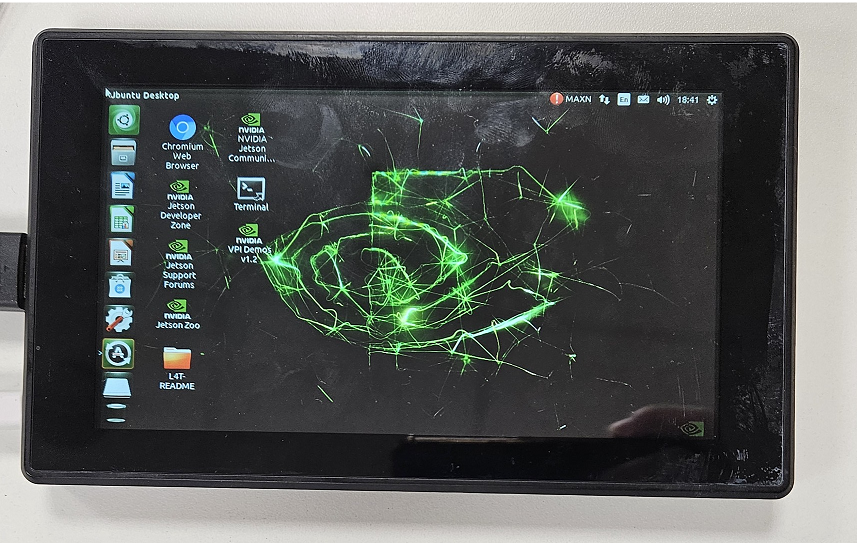 Ubuntu Desktop
MAXN
En
18:41
Chromium
Web
Browser
NVIDIA
NVIDIA
Jetson
Communi...
NVIDIA
Jetson
Developer
Zone
Terminal
NVIDIA
Jetson
Support
Forums
NVIDIA
VPI Demos
v1.2
NVIDIA
Jetson Zoo
L4T-
README